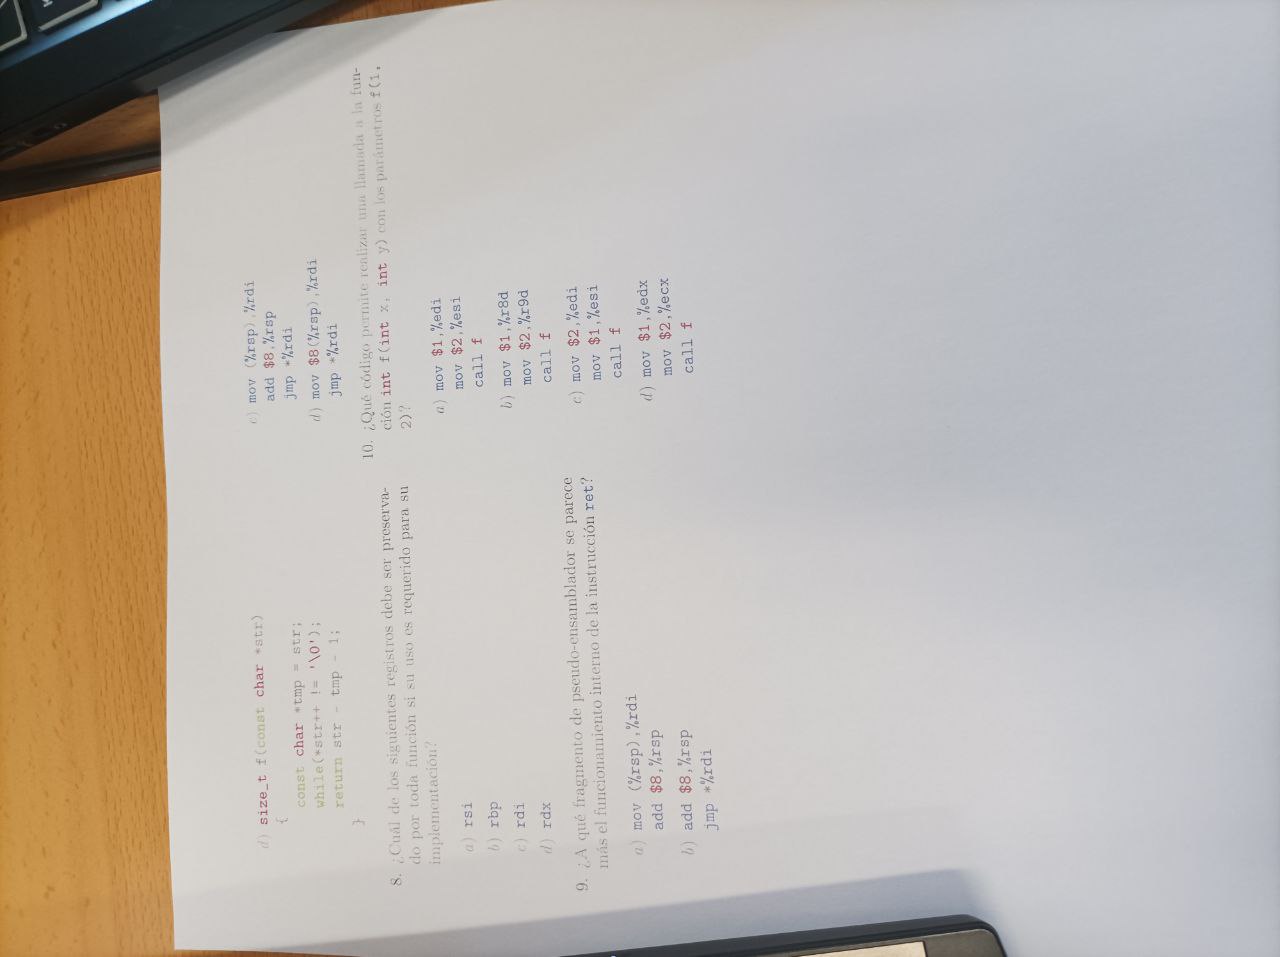 d) size_t f(const char *str)
{
const char *tmp = str;
while(*str++ != '\0');
return str - tmp - 1;
}
8. ¿Cuál de los siguientes registros debe ser preserva-
do por toda función si su uso es requerido para su
implementación?
a) rsi
b) rbp
c) rdi
d) rdx
9. ¿A qué fragmento de pseudo-ensamblador se parece
más el funcionamiento interno de la instrucción ret?
a) mov (%rsp),%rdi
add $8,%rsp
b) add $8,%rsp
jmp *%rdi
c) mov (%rsp),%rdi
add $8,%rsp
jmp *%rdi
d) mov $8(%rsp),%rdi
jmp *%rdi
10. ¿Qué código permite realizar una llamada a la fun-
ción int f(int x, int y) con los parámetros f(1,
2)?
a) mov $1,%edi
mov $2,%esi
call f
b) mov $1,%r8d
mov $2,%r9d
call f
c) mov $2,%edi
mov $1,%esi
call f
d) mov $1,%edx
mov $2,%ecx
call f